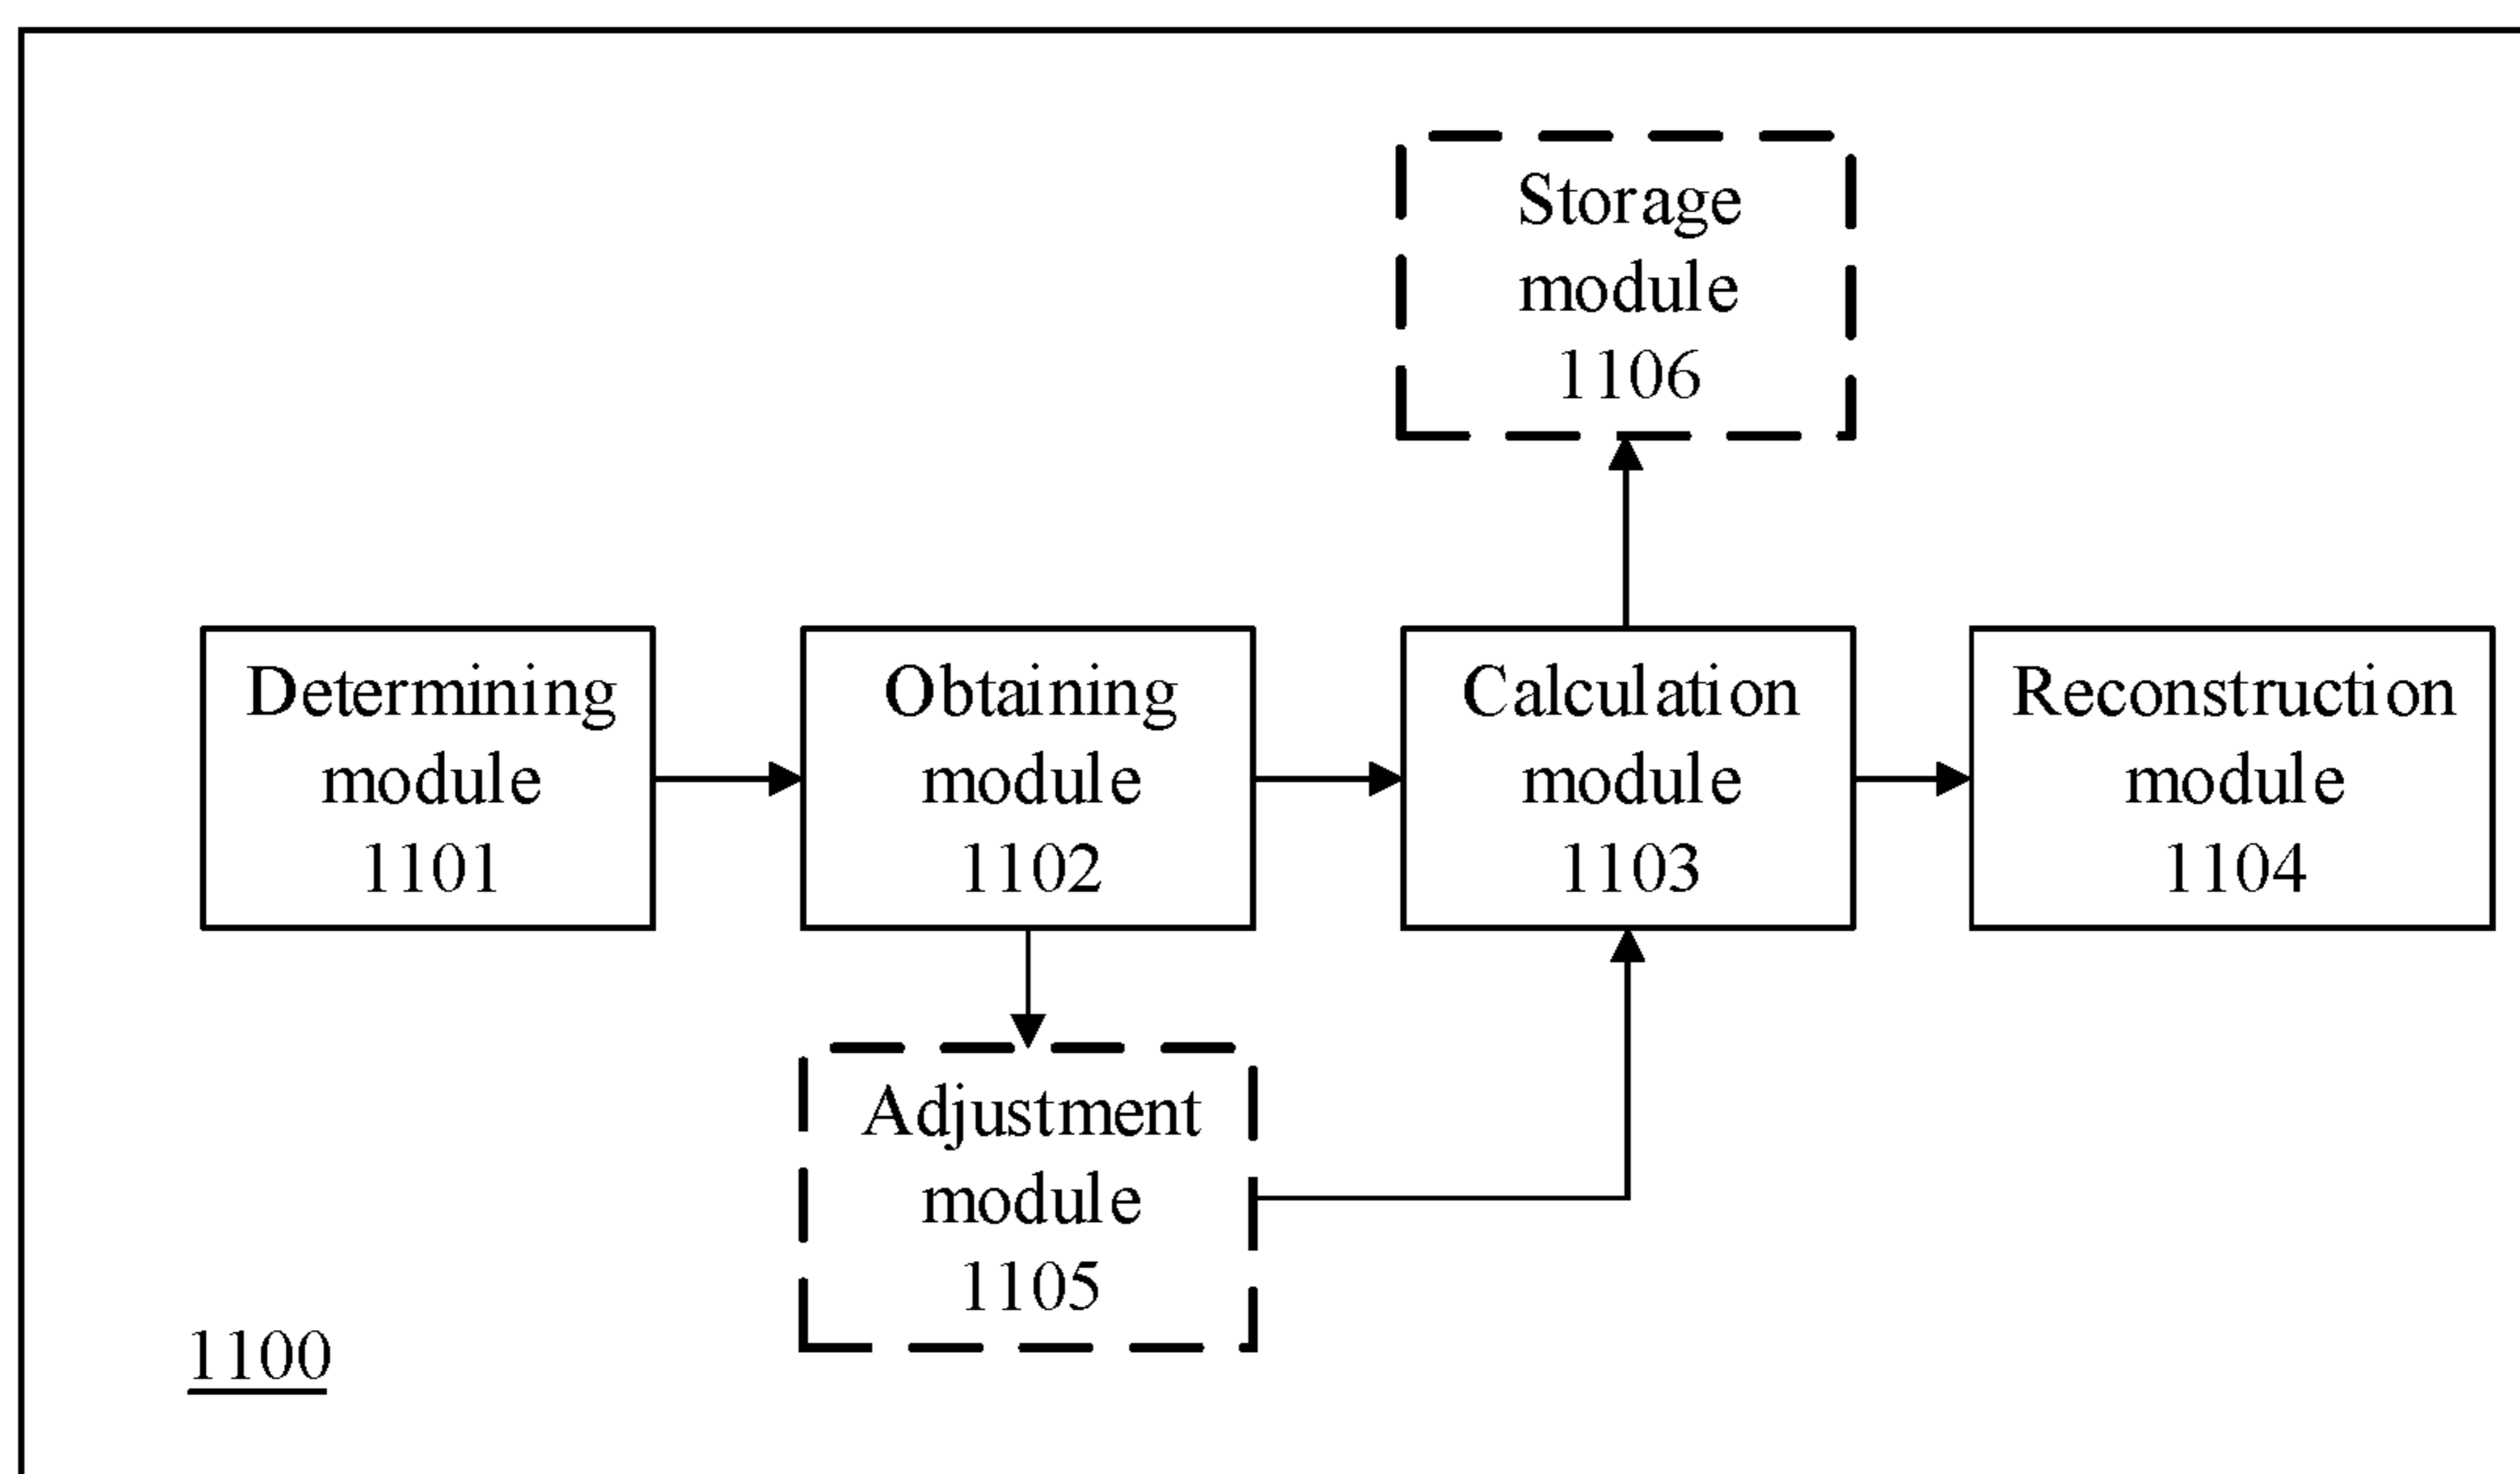 Storage
module
1106
Determining
module
1101
Obtaining
module
1102
Calculation
module
1103
Reconstruction
module
1104
Adjustment
module
1105
1100